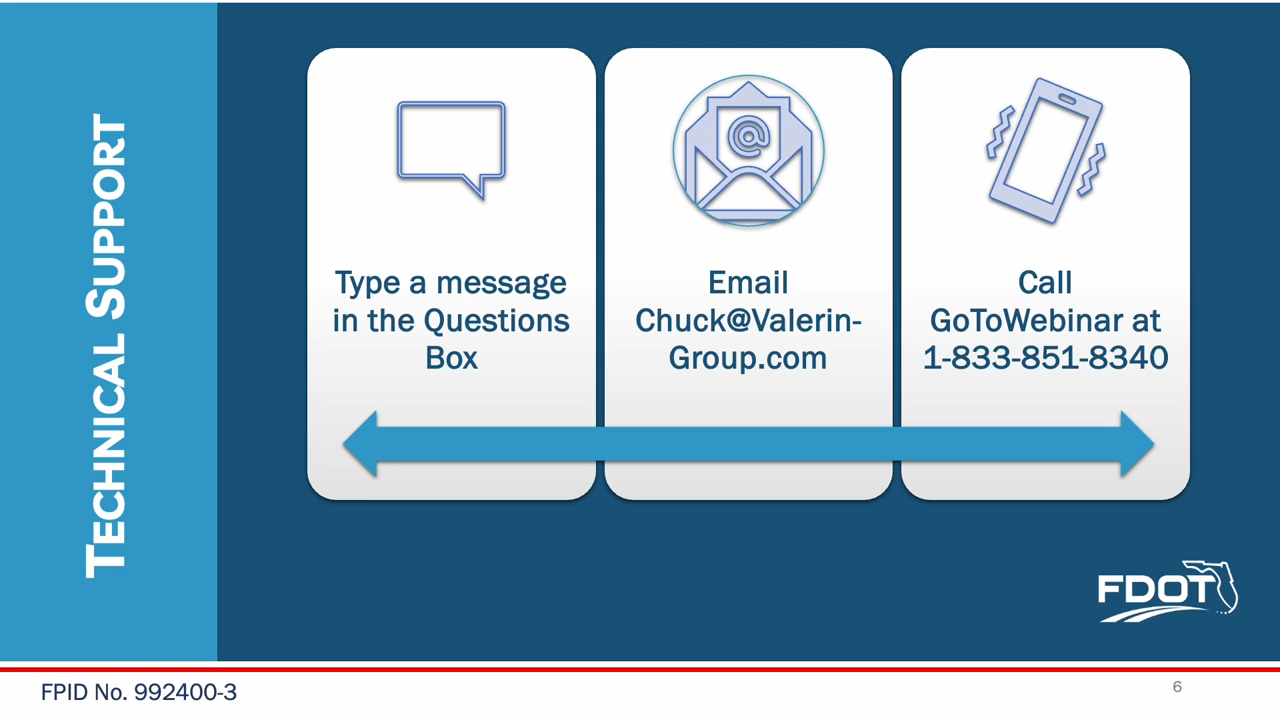 TECHNICAL SUPPORT
@
Type a message
in the Questions
Box
Email
Chuck@Valerin-
Group.com
Call
GoToWebinar at
1-833-851-8340
FDOT
FPID No. 992400-3
6